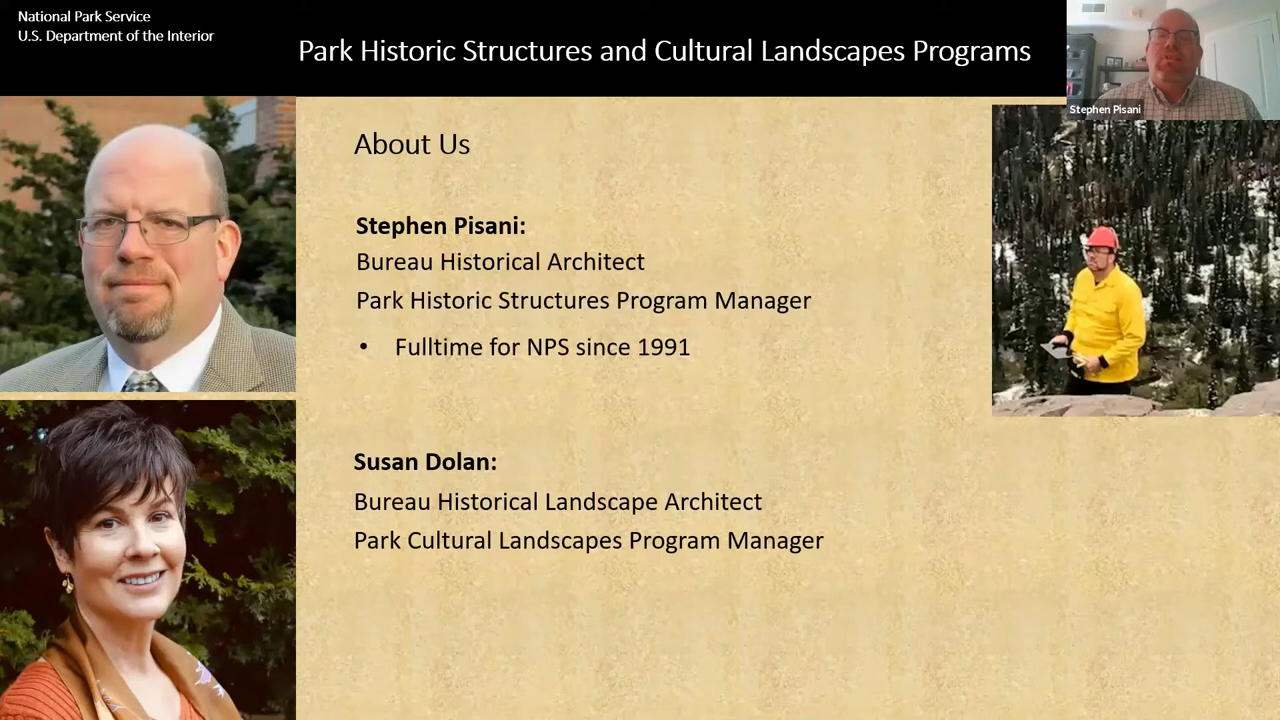 National Park Service
U.S. Department of the Interior
Park Historic Structures and Cultural Landscapes Programs
Stephen Pisani
About Us
Stephen Pisani:
Bureau Historical Architect
Park Historic Structures Program Manager
• Fulltime for NPS since 1991
Susan Dolan:
Bureau Historical Landscape Architect
Park Cultural Landscapes Program Manager